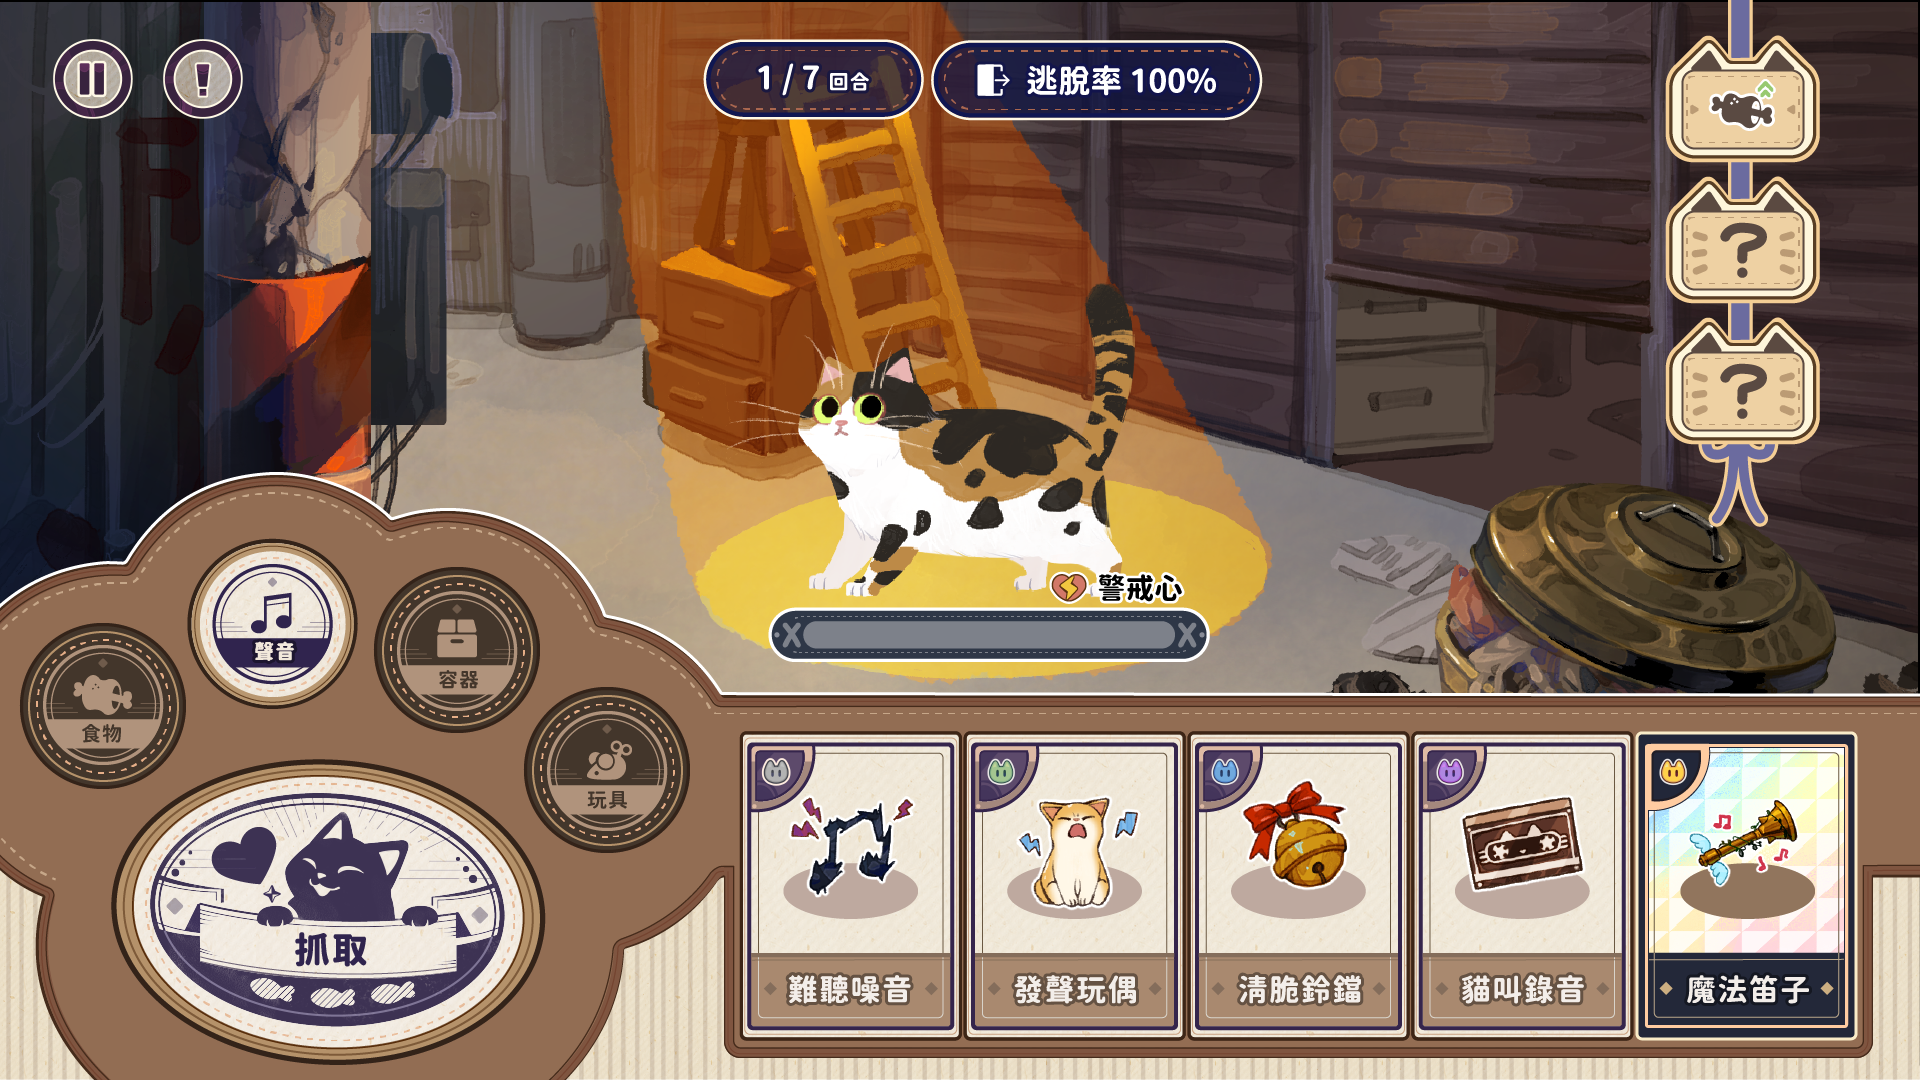 1/7 回合
逃脫率 100%
警戒心
食物
聲音
容器
玩具
抓取
難聽噪音
發聲玩偶
清脆鈴鐺
貓叫錄音
魔法笛子